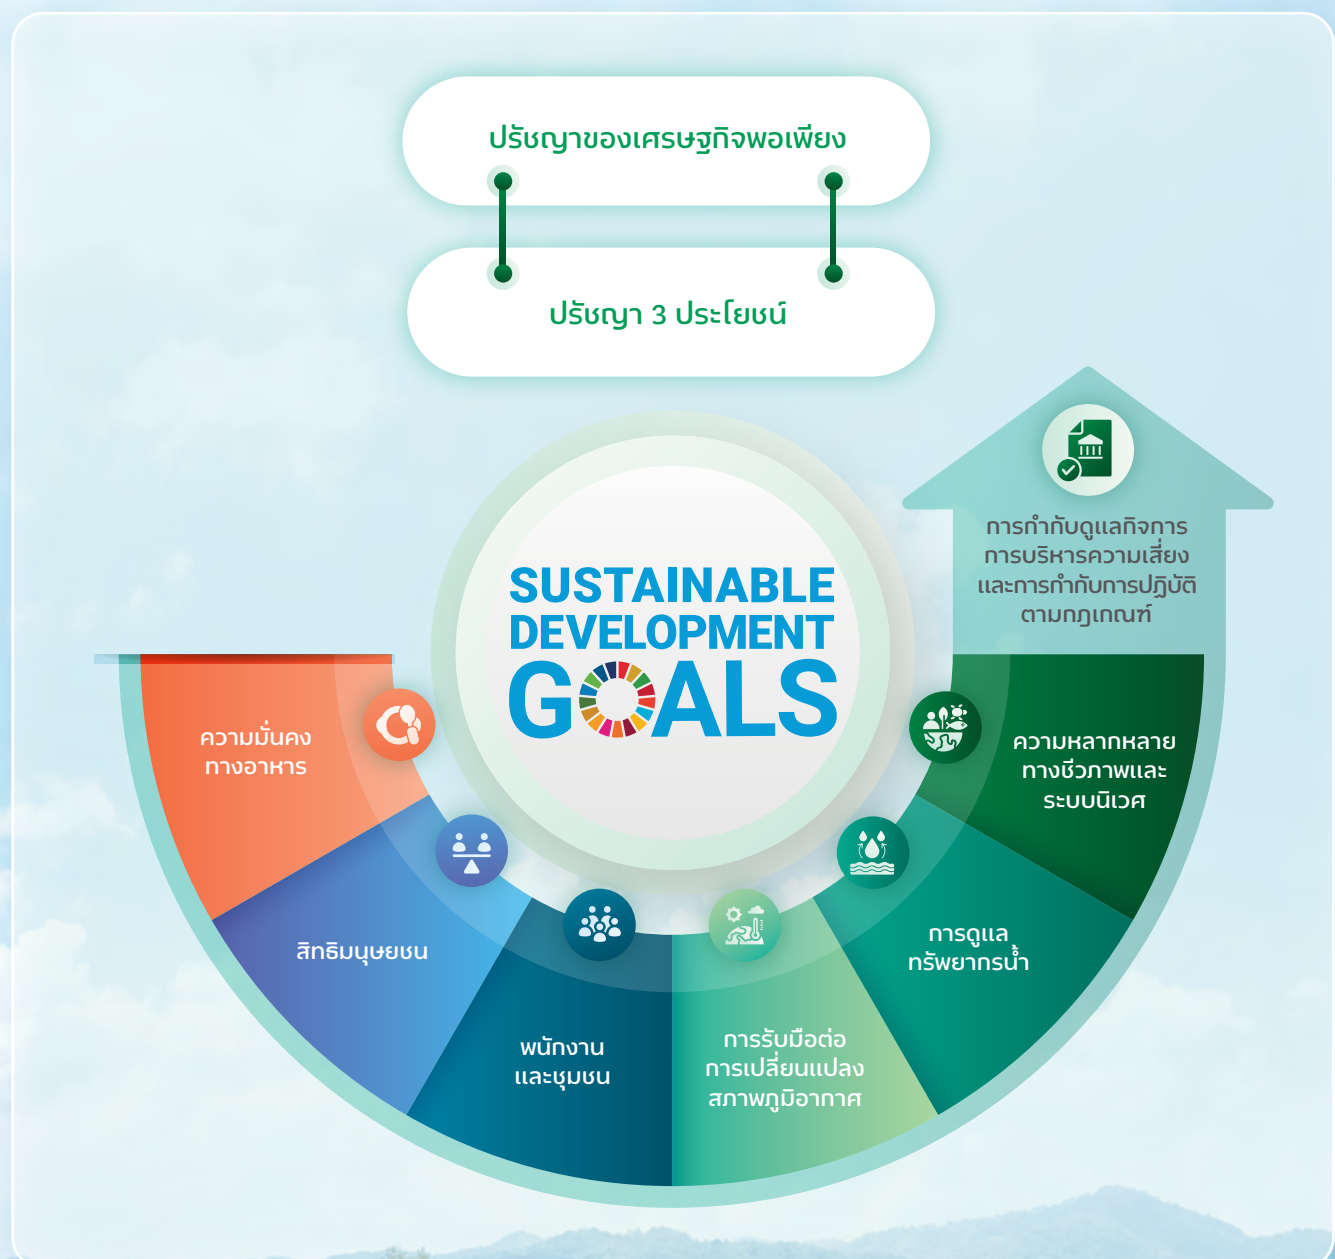 ปรัชญาของเศรษฐกิจพอเพียง
ปรัชญา 3 ประโยชน์
การกำกับดูแลกิจการ
การบริหารความเสี่ยง
และการกำกับการปฏิบัติ
ตามกฎเกณฑ์
SUSTAINABLE
DEVELOPMENT
GOALS
ความมั่นคง
ทางอาหาร
สิทธิมนุษยชน
พนักงาน
และชุมชน
การรับมือต่อ
การเปลี่ยนแปลง
สภาพภูมิอากาศ
การดูแล
ทรัพยากรน้ำ
ความหลากหลาย
ทางชีวภาพและ
ระบบนิเวศ